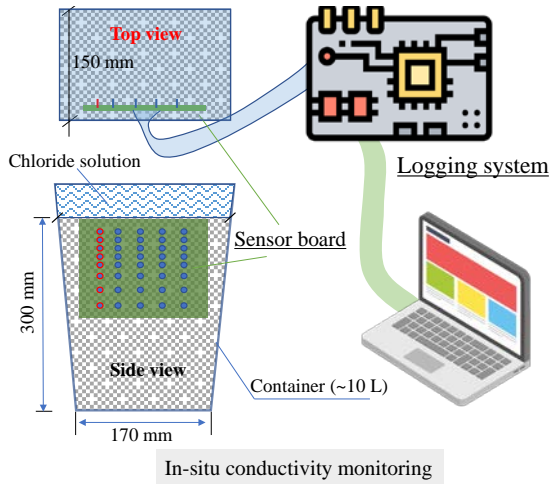 Top view
150 mm
Chloride solution
Logging system
Sensor board
300 mm
Side view
Container (~10 L)
170 mm
In-situ conductivity monitoring